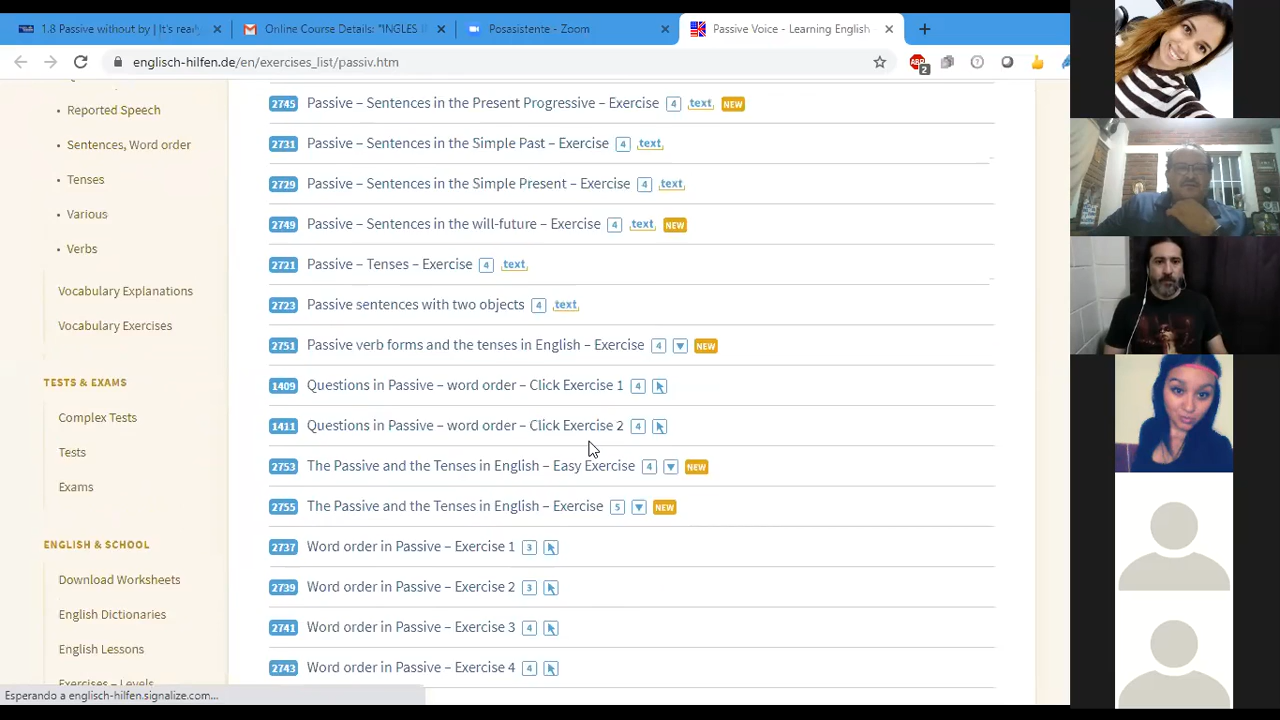 1.8 Passive without by | It's ready
Online Course Details: "INGLES I
Posasistente - Zoom
Passive Voice - Learning English
englisch-hilfen.de/en/exercises_list/passiv.htm
ABP
2
Reported Speech
Sentences, Word order
Tenses
Various
Verbs
Vocabulary Explanations
Vocabulary Exercises
TESTS & EXAMS
Complex Tests
Tests
Exams
ENGLISH & SCHOOL
Download Worksheets
English Dictionaries
English Lessons
Exercises – Levels
2745 Passive – Sentences in the Present Progressive – Exercise 4 text NEW
2731 Passive – Sentences in the Simple Past – Exercise 4 text
2729 Passive – Sentences in the Simple Present – Exercise 4 text
2749 Passive – Sentences in the will-future – Exercise 4 text NEW
2721 Passive – Tenses – Exercise 4 text
2723 Passive sentences with two objects 4 text
2751 Passive verb forms and the tenses in English – Exercise 4 NEW
1409 Questions in Passive – word order – Click Exercise 1 4
1411 Questions in Passive – word order – Click Exercise 2 4
2753 The Passive and the Tenses in English – Easy Exercise 4 NEW
2755 The Passive and the Tenses in English – Exercise 5 NEW
2737 Word order in Passive – Exercise 1 3
2739 Word order in Passive – Exercise 2 3
2741 Word order in Passive – Exercise 3 4
2743 Word order in Passive – Exercise 4 4
Esperando a englisch-hilfen.signalize.com...